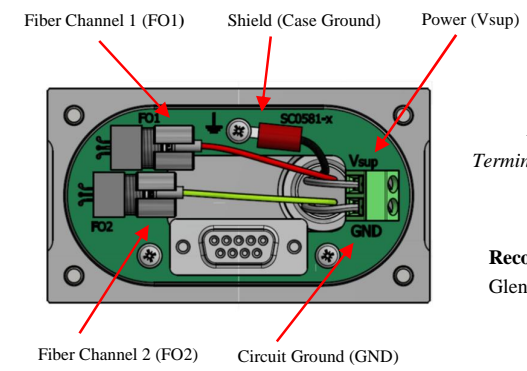 Fiber Channel 1 (FO1)
Shield (Case Ground)
Power (Vsup)
FO1
SC0581-x
Vsup
FO2
GND
Reco
Glen
Termin
Fiber Channel 2 (FO2)
Circuit Ground (GND)